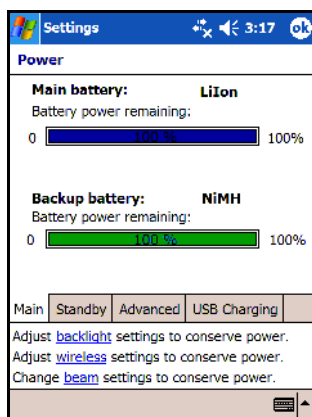 Settings 3:17 ok
Power
Main battery: LiIon
Battery power remaining:
0 100 % 100%
Backup battery: NiMH
Battery power remaining:
0 100 % 100%
Main Standby Advanced USB Charging
Adjust backlight settings to conserve power.
Adjust wireless settings to conserve power.
Change beam settings to conserve power.